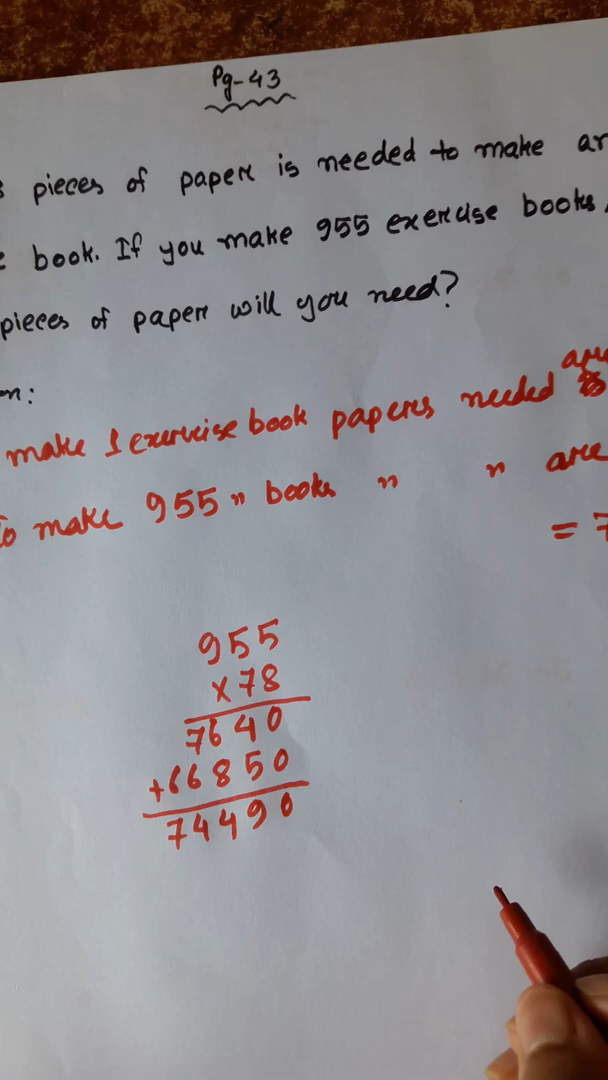 Pg-43
pieces of paper is needed to make
book. If you make 955 exercise books,
pieces of paper will you need?
make 1 exercise book papers needed are
To make 955 " books " " are
= 7
955
×78
7640
+66850
74490